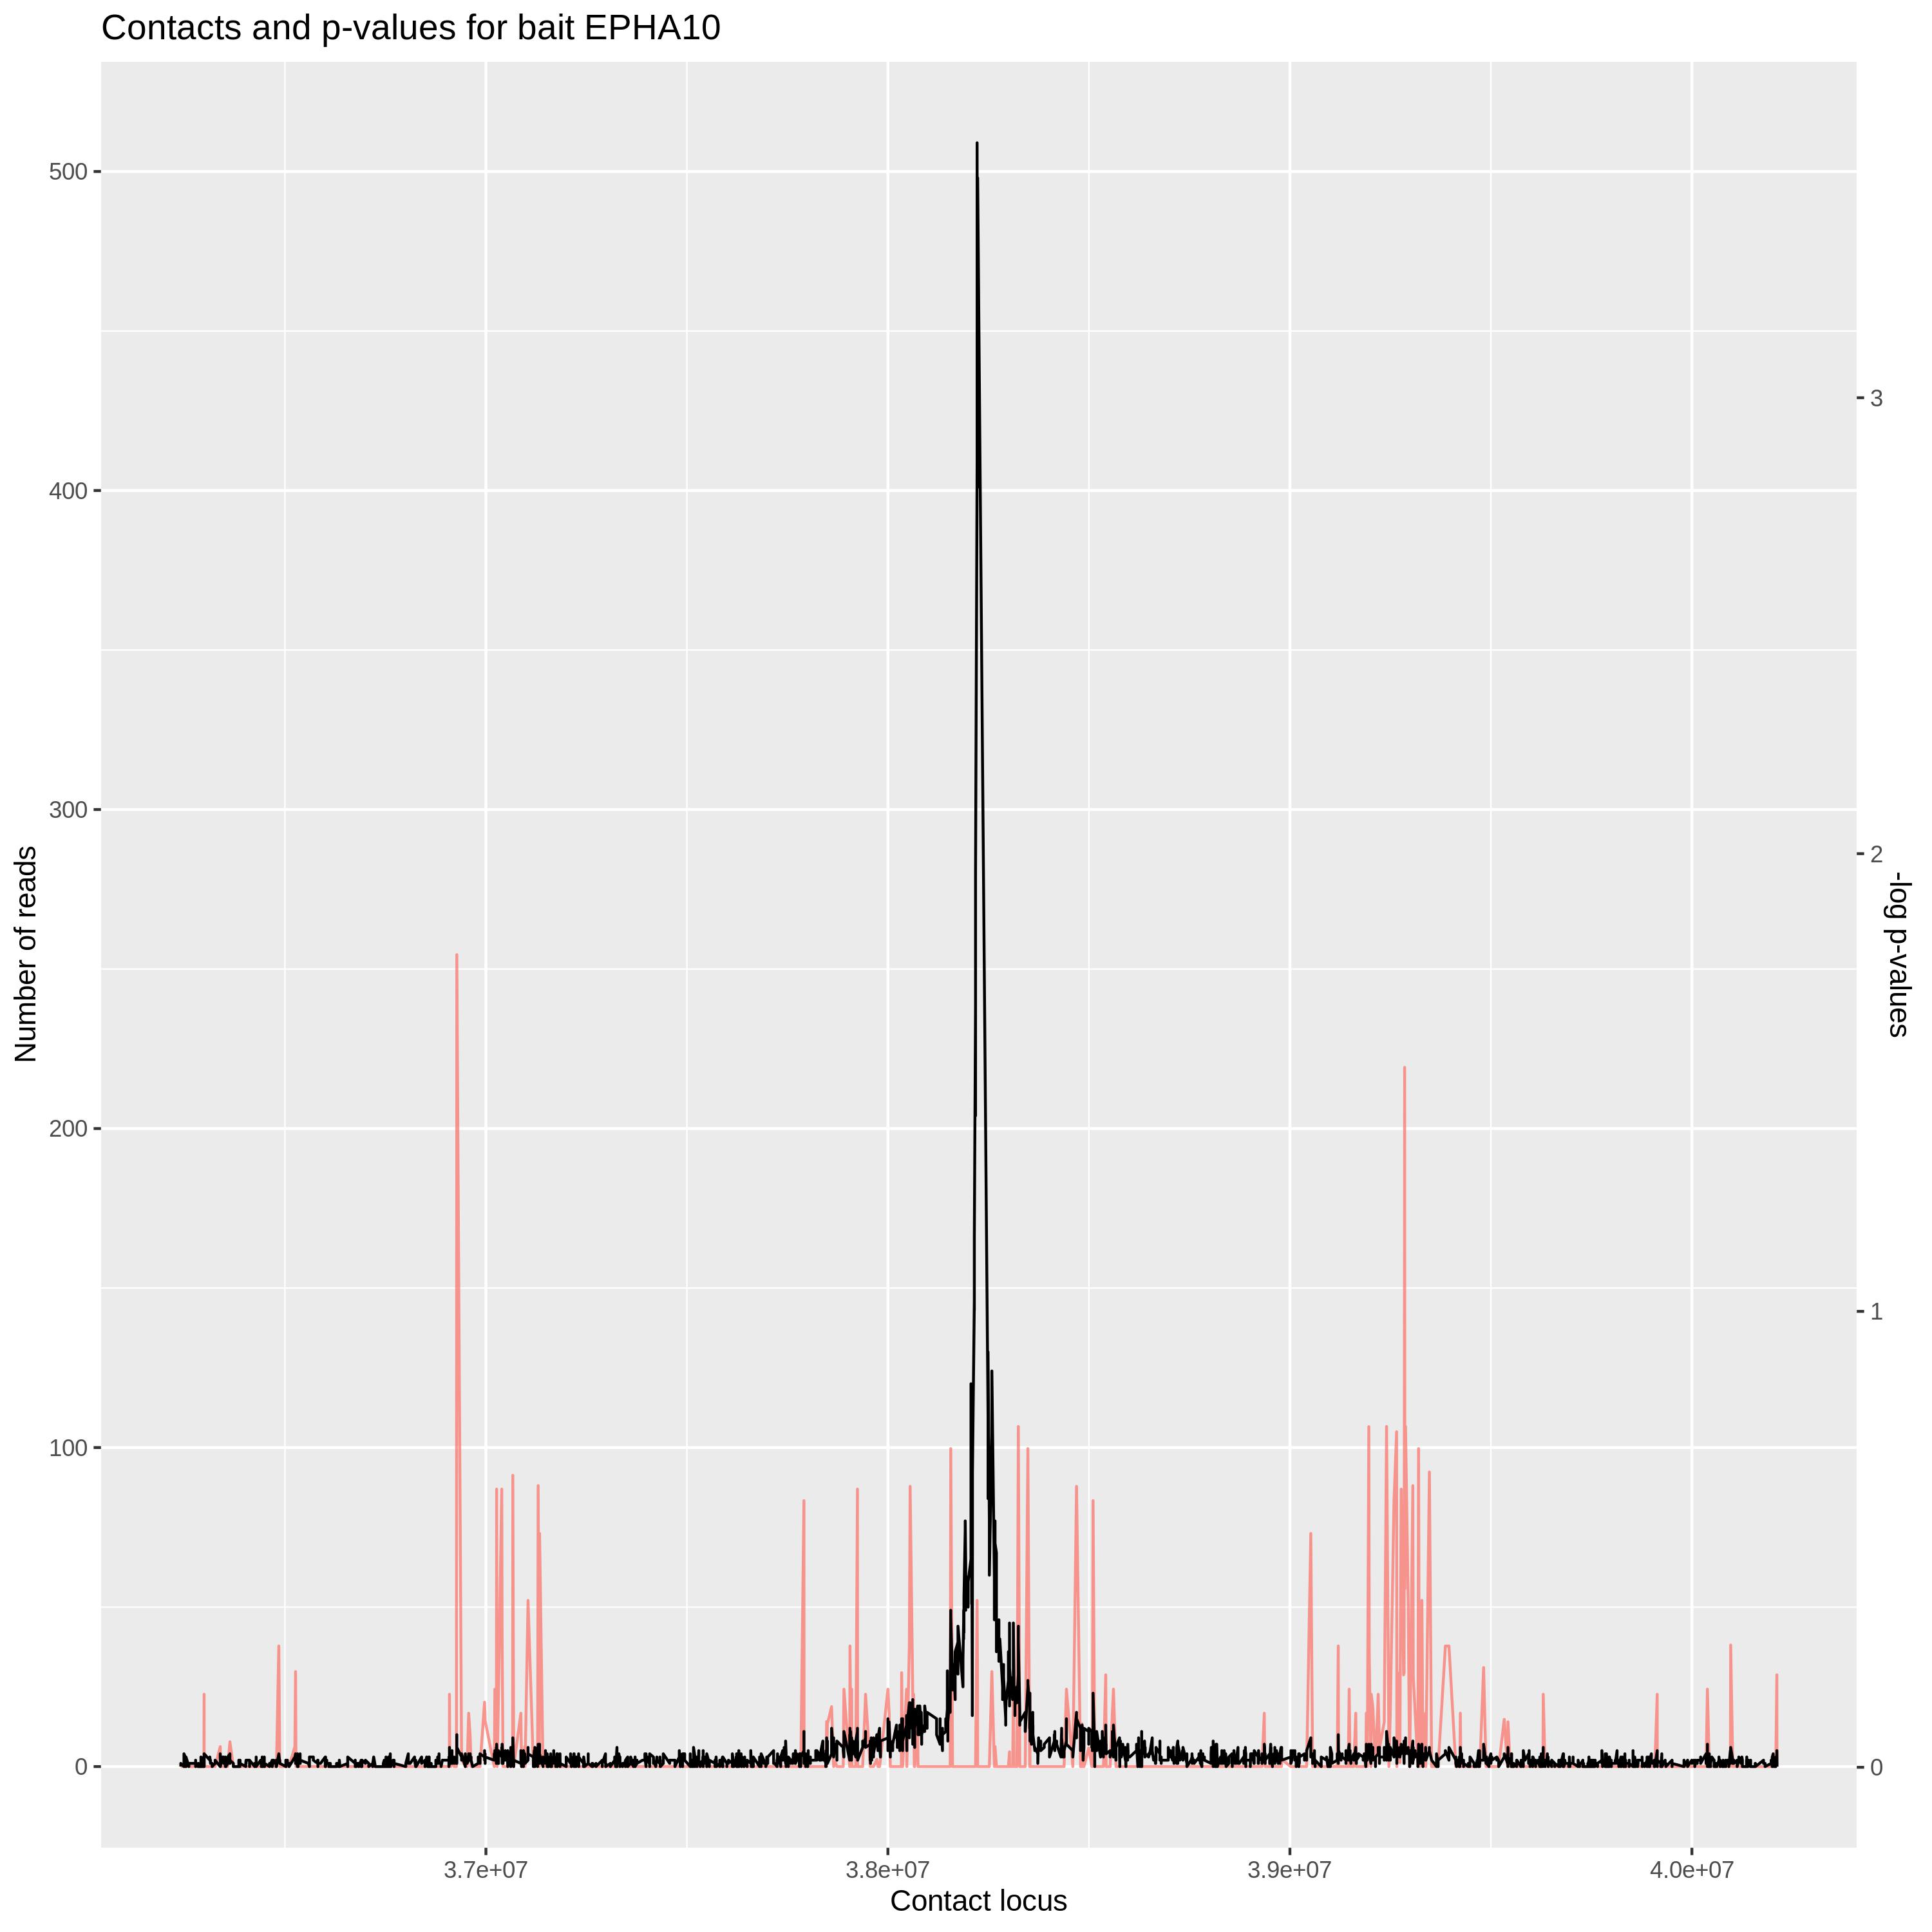 Contacts and p-values for bait EPHA10
500
400
300
200
100
0
Number of reads
3
2
1
0
-log p-values
3.7e+07
3.8e+07
3.9e+07
4.0e+07
Contact locus